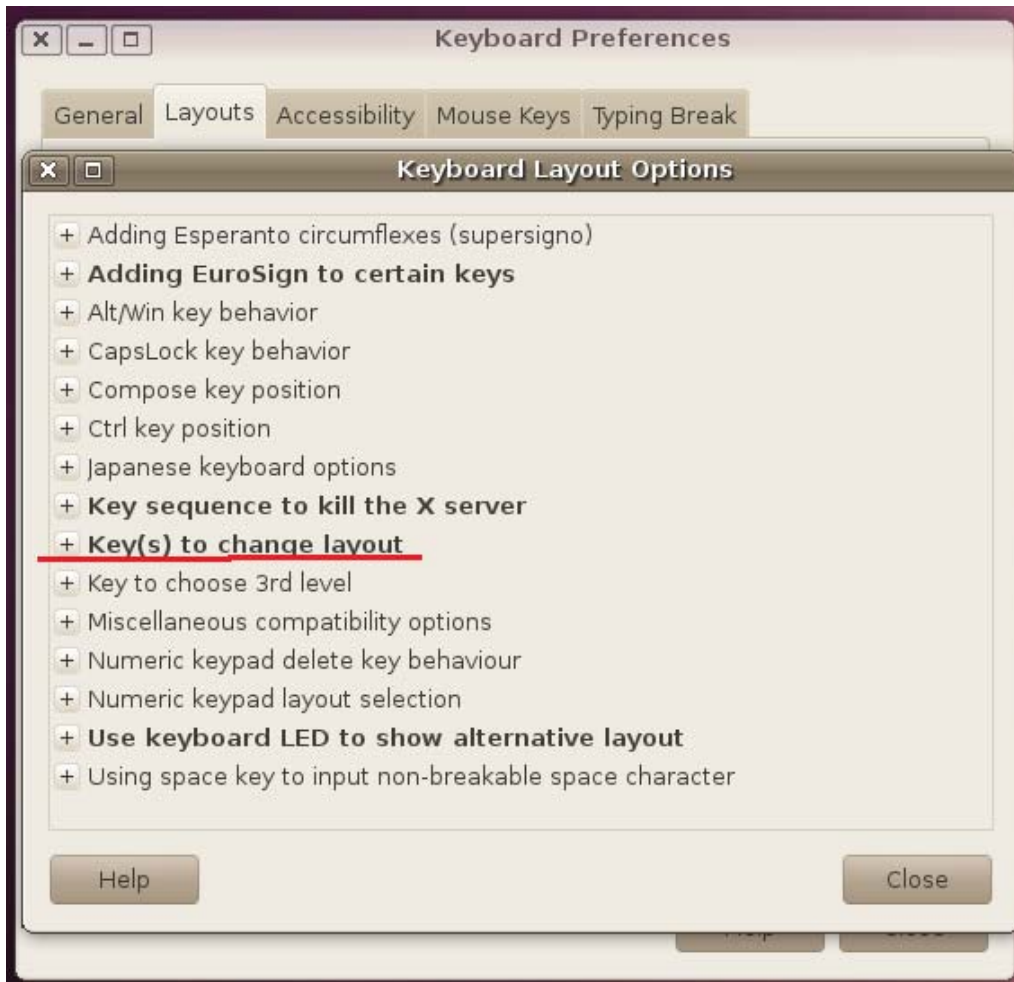 Keyboard Preferences
General Layouts Accessibility Mouse Keys Typing Break
Keyboard Layout Options
Adding Esperanto circumflexes (supersigno)
Adding EuroSign to certain keys
Alt/Win key behavior
CapsLock key behavior
Compose key position
Ctrl key position
Japanese keyboard options
Key sequence to kill the X server
Key(s) to change layout
Key to choose 3rd level
Miscellaneous compatibility options
Numeric keypad delete key behaviour
Numeric keypad layout selection
Use keyboard LED to show alternative layout
Using space key to input non-breakable space character
Help Close